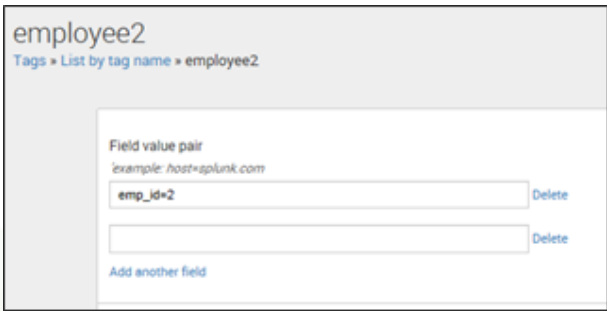 employee2
Tags » List by tag name » employee2
Field value pair
'example: host=splunk.com
emp_id=2 Delete
Delete
Add another field